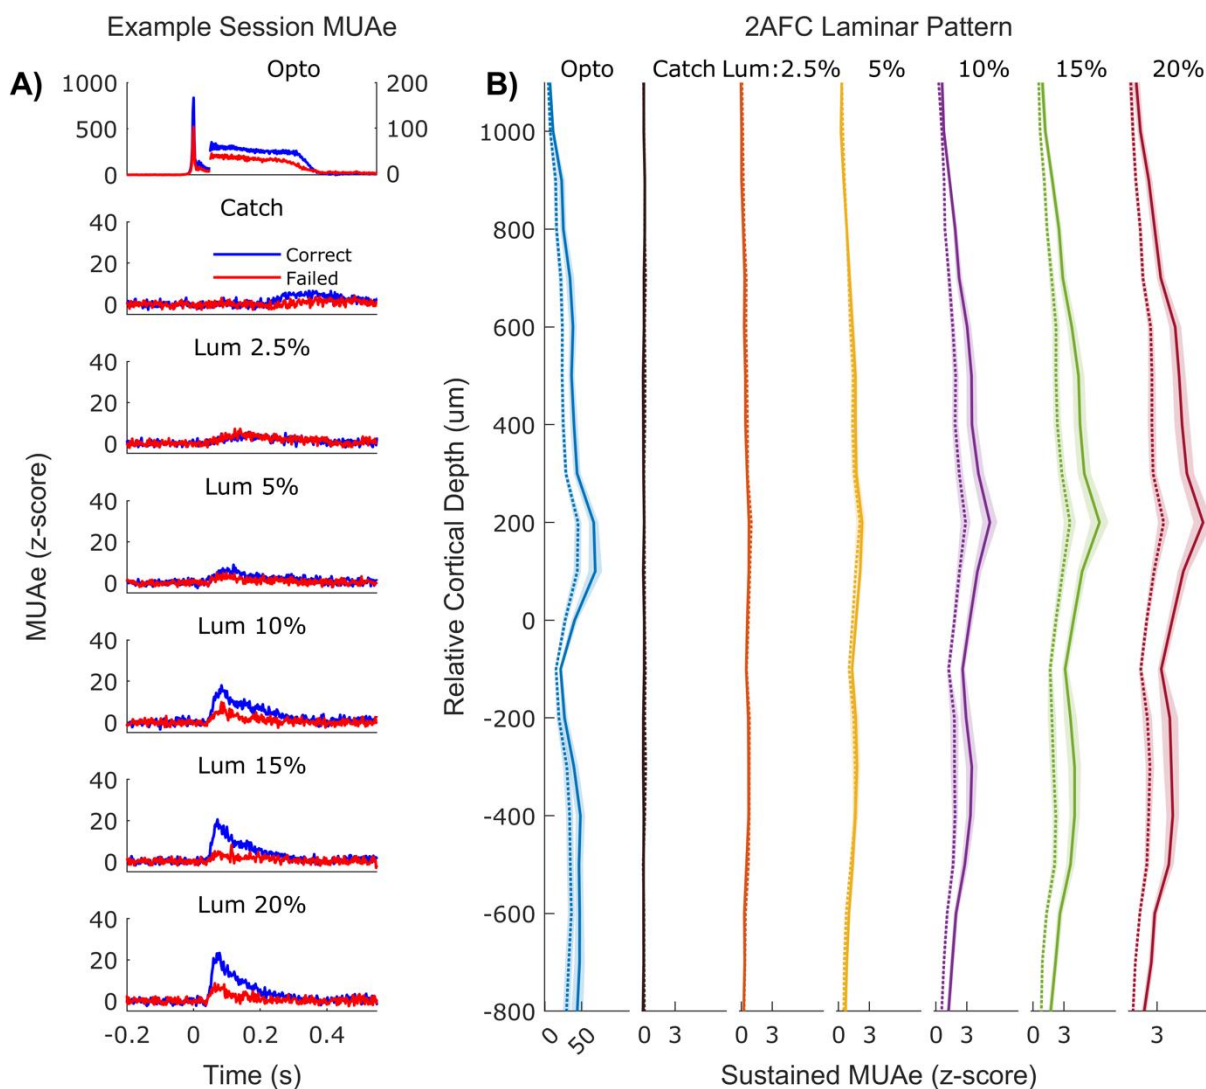 Example Session MUAe
2AFC Laminar Pattern
A)
Opto
1000
500
0
200
100
0
Catch
40
20
0
Correct
Failed
Lum 2.5%
40
20
0
Lum 5%
40
20
0
Lum 10%
40
20
0
Lum 15%
40
20
0
Lum 20%
40
20
0
-0.2 0 0.2 0.4
Time (s)
MUAe (z-score)
B)
Opto Catch Lum: 2.5% 5% 10% 15% 20%
Relative Cortical Depth (um)
1000
800
600
400
200
0
-200
-400
-600
-800
0 50 0 3 0 3 0 3 0 3 0 3 3
Sustained MUAe (z-score)